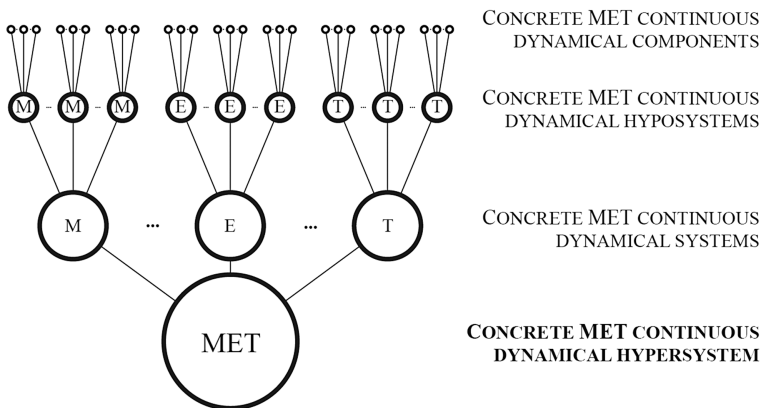 CONCRETE MET CONTINUOUS
DYNAMICAL COMPONENTS
M ... M ... M E ... E ... E T ... T ... T
CONCRETE MET CONTINUOUS
DYNAMICAL HYPOSYSTEMS
M ... E ... T
CONCRETE MET CONTINUOUS
DYNAMICAL SYSTEMS
MET
CONCRETE MET CONTINUOUS
DYNAMICAL HYPERSYSTEM